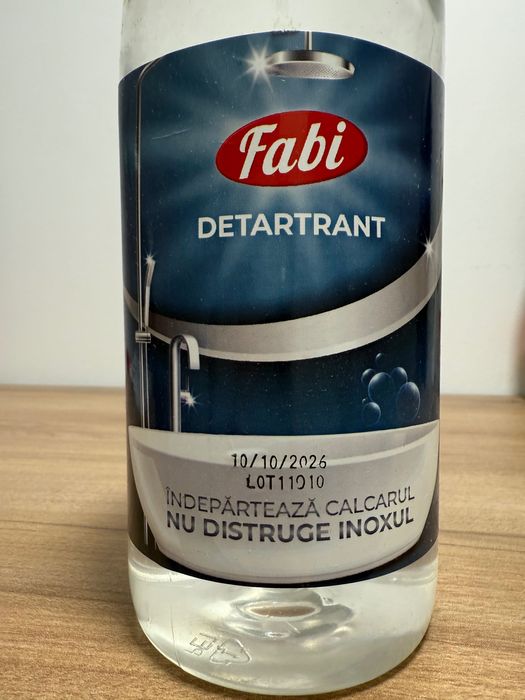 Fabi
DETARTRANT
10/10/2026
LOT11010
ÎNDEPĂRTEAZĂ CALCARUL
NU DISTRUGE INOXUL